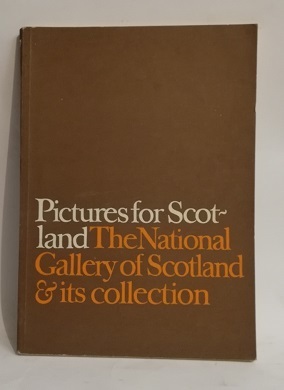 Pictures for Scot~
land The National
Gallery of Scotland
& its collection